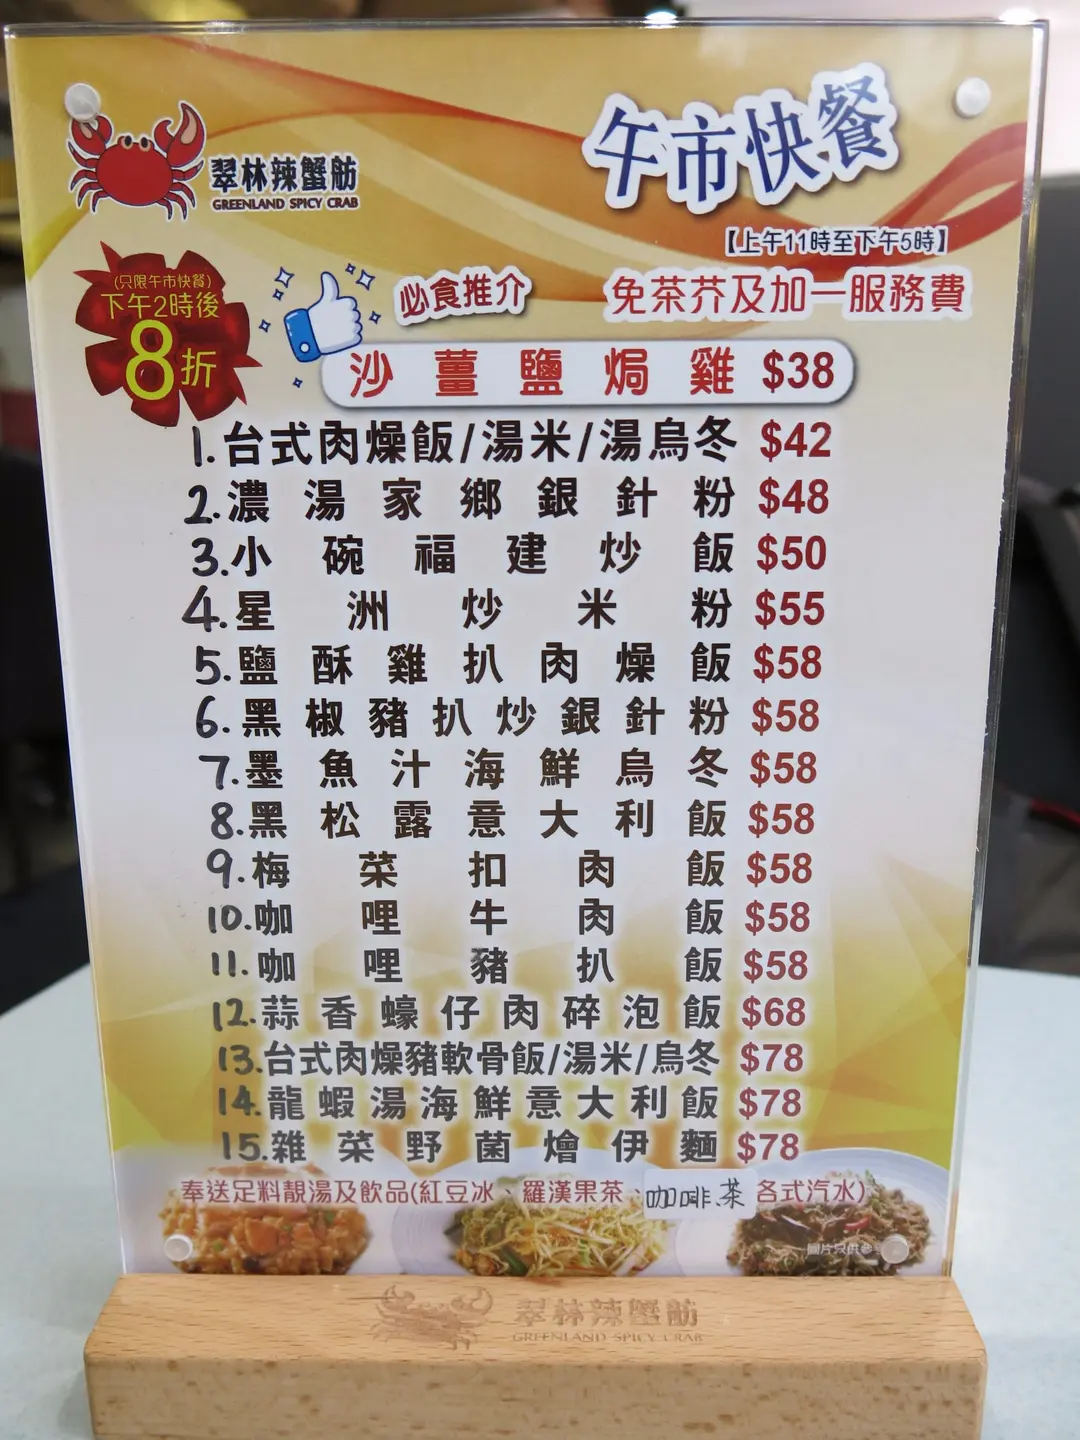 翠林辣蟹舫
GREENLAND SPICY CRAB
午市快餐
【上午11時至下午5時】
(只限午市快餐)
下午2時後
8折
必食推介
免茶芥及加一服務費
沙薑鹽焗雞 $38
1.台式肉燥飯/湯米/湯烏冬 $42
2.濃湯家鄉銀針粉 $48
3.小碗福建炒飯 $50
4.星洲炒米粉 $55
5.鹽酥雞扒肉燥飯 $58
6.黑椒豬扒炒銀針粉 $58
7.墨魚汁海鮮烏冬 $58
8.黑松露意大利飯 $58
9.梅菜扣肉飯 $58
10.咖哩牛肉飯 $58
11.咖哩豬扒飯 $58
12.蒜香蠔仔肉碎泡飯 $68
13.台式肉燥豬軟骨飯/湯米/烏冬 $78
14.龍蝦湯海鮮意大利飯 $78
15.雜菜野菌燴伊麵 $78
奉送足料靚湯及飲品(紅豆冰、羅漢果茶、咖啡.茶 各式汽水)
圖片只供參
翠林辣蟹舫
GREENLAND SPICY CRAB